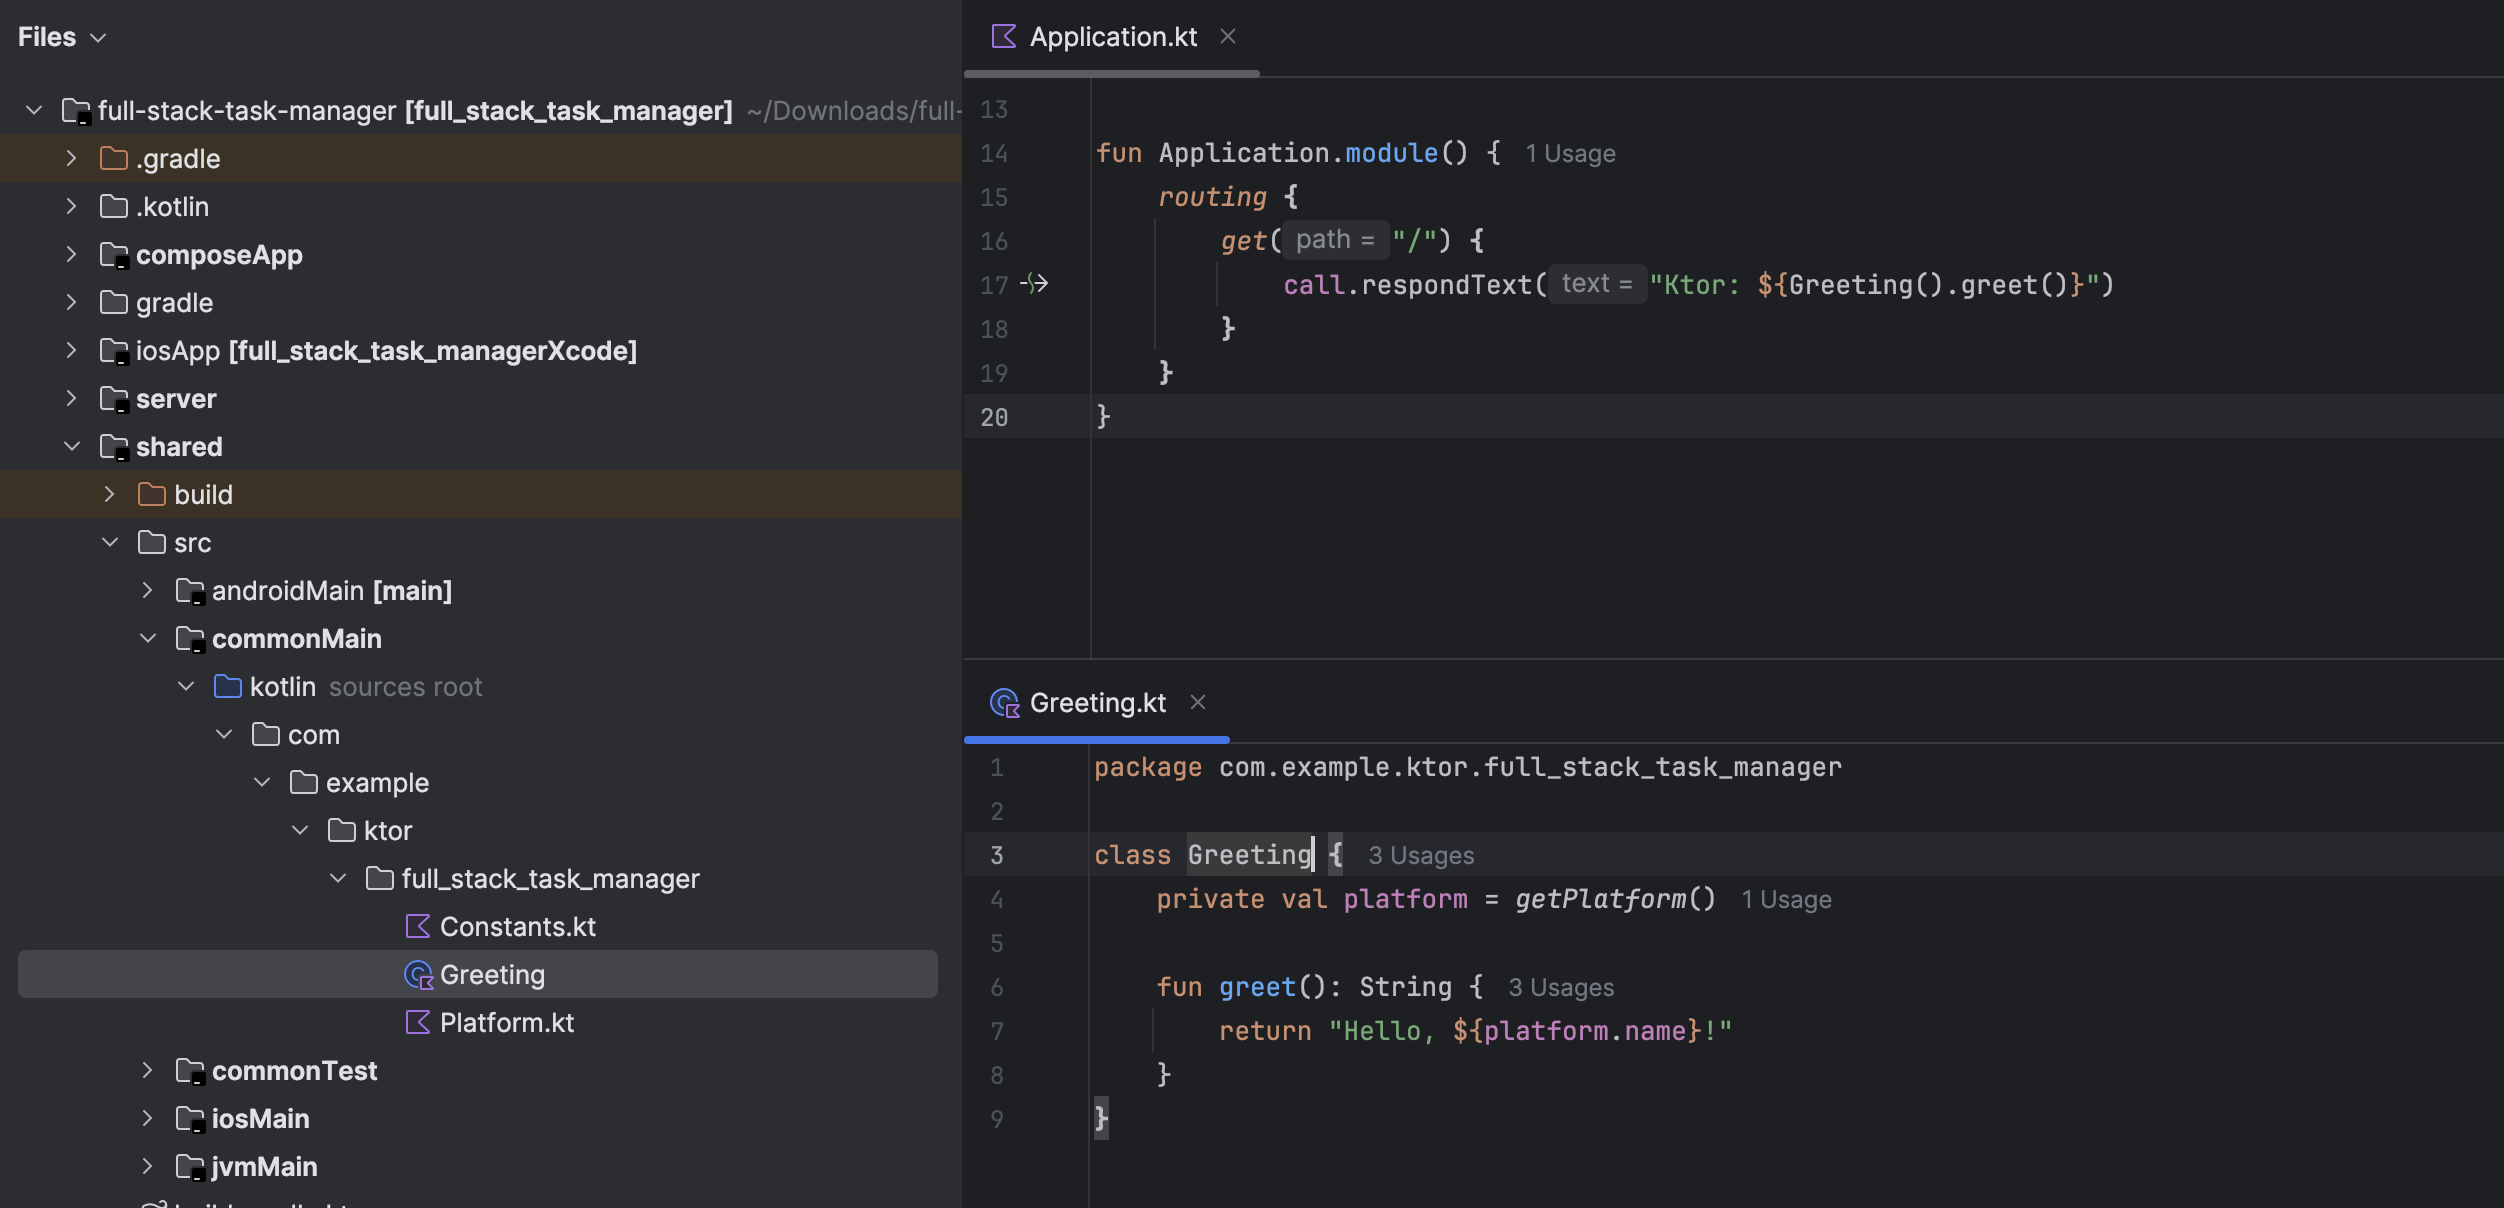 Files
full-stack-task-manager [full_stack_task_manager] ~/Downloads/full-
.gradle
.kotlin
composeApp
gradle
iosApp [full_stack_task_managerXcode]
server
shared
build
src
androidMain [main]
commonMain
kotlin sources root
com
example
ktor
full_stack_task_manager
Constants.kt
Greeting
Platform.kt
commonTest
iosMain
jvmMain
Application.kt
13
14 fun Application.module() { 1 Usage
15 routing {
16 get( path = "/") {
17 call.respondText( text = "Ktor: ${Greeting().greet()}")
18 }
19 }
20 }
Greeting.kt
1 package com.example.ktor.full_stack_task_manager
2
3 class Greeting { 3 Usages
4 private val platform = getPlatform() 1 Usage
5
6 fun greet(): String { 3 Usages
7 return "Hello, ${platform.name}!"
8 }
9 }